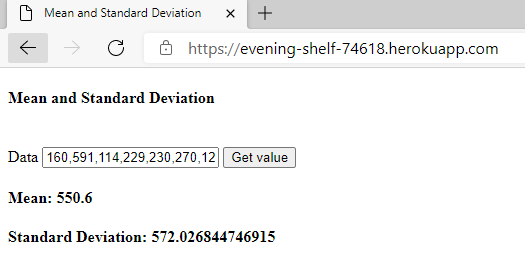 Mean and Standard Deviation
https://evening-shelf-74618.herokuapp.com
Mean and Standard Deviation
Data 160,591,114,229,230,270,12 Get value
Mean: 550.6
Standard Deviation: 572.026844746915